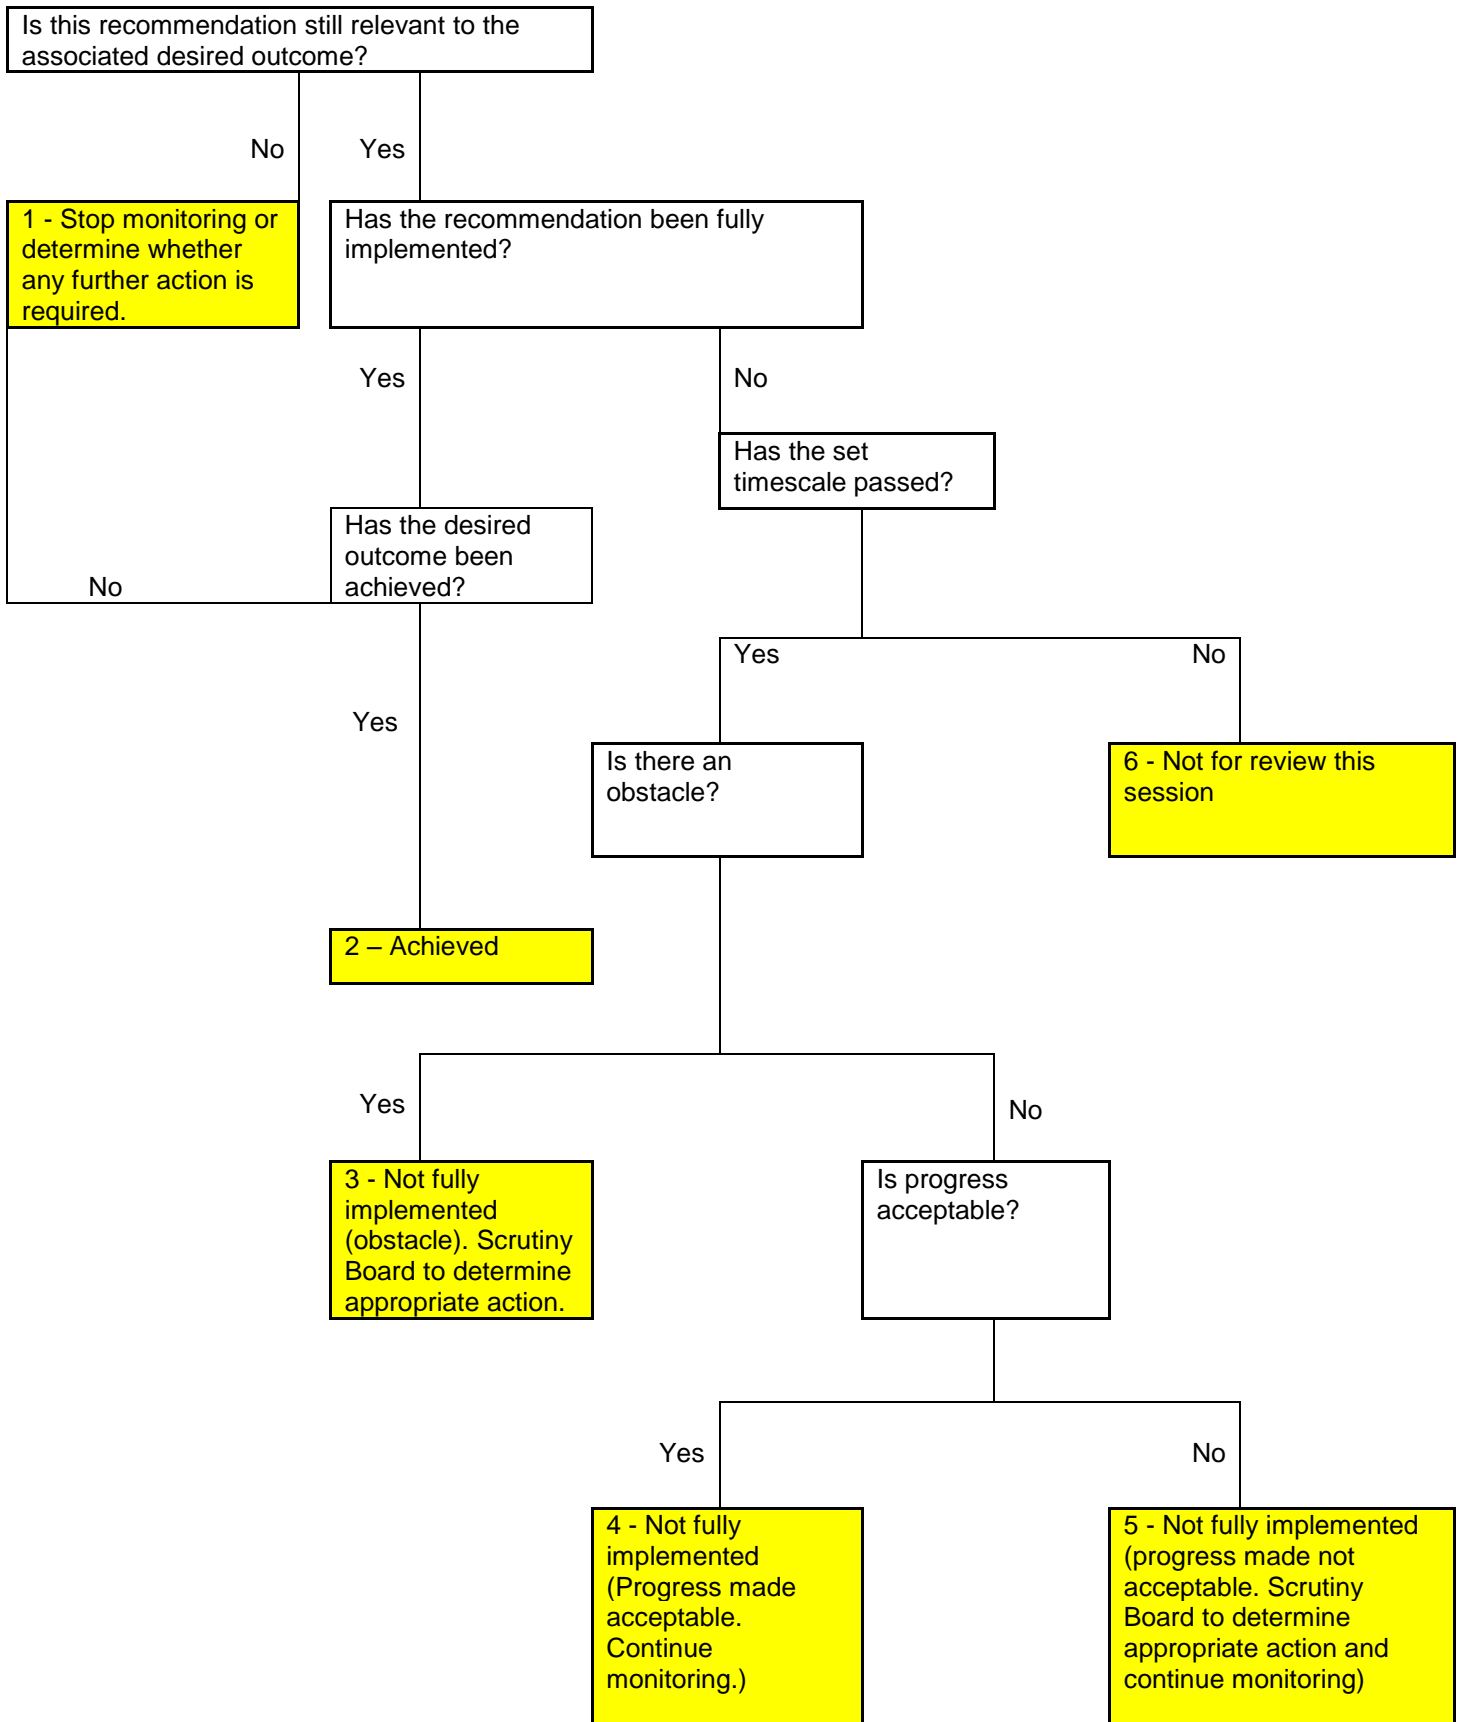 Is this recommendation still relevant to the
associated desired outcome?
No
Yes
1 - Stop monitoring or
determine whether
any further action is
required.
Has the recommendation been fully
implemented?
Yes
No
Has the set
timescale passed?
Has the desired
outcome been
achieved?
No
Yes
No
Yes
Is there an
obstacle?
6 - Not for review this
session
2 – Achieved
Yes
No
3 - Not fully
implemented
(obstacle). Scrutiny
Board to determine
appropriate action.
Is progress
acceptable?
Yes
No
4 - Not fully
implemented
(Progress made
acceptable.
Continue
monitoring.)
5 - Not fully implemented
(progress made not
acceptable. Scrutiny
Board to determine
appropriate action and
continue monitoring)